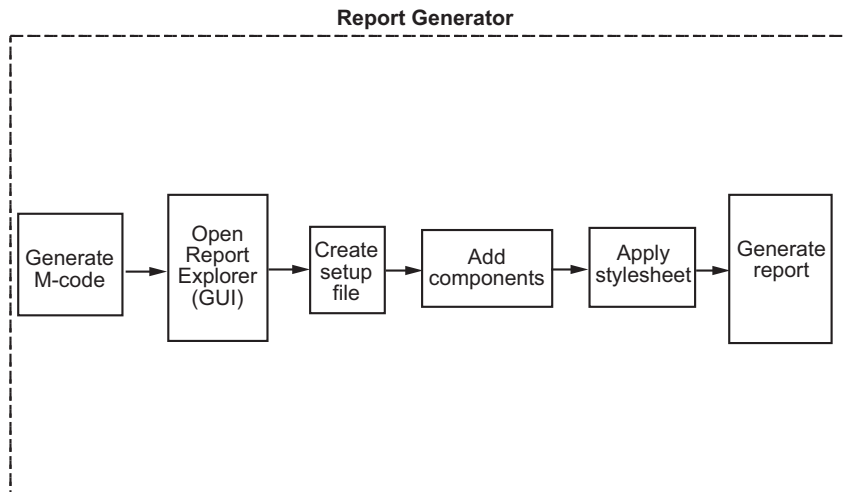 Report Generator
Generate
M-code
Open
Report
Explorer
(GUI)
Create
setup
file
Add
components
Apply
stylesheet
Generate
report